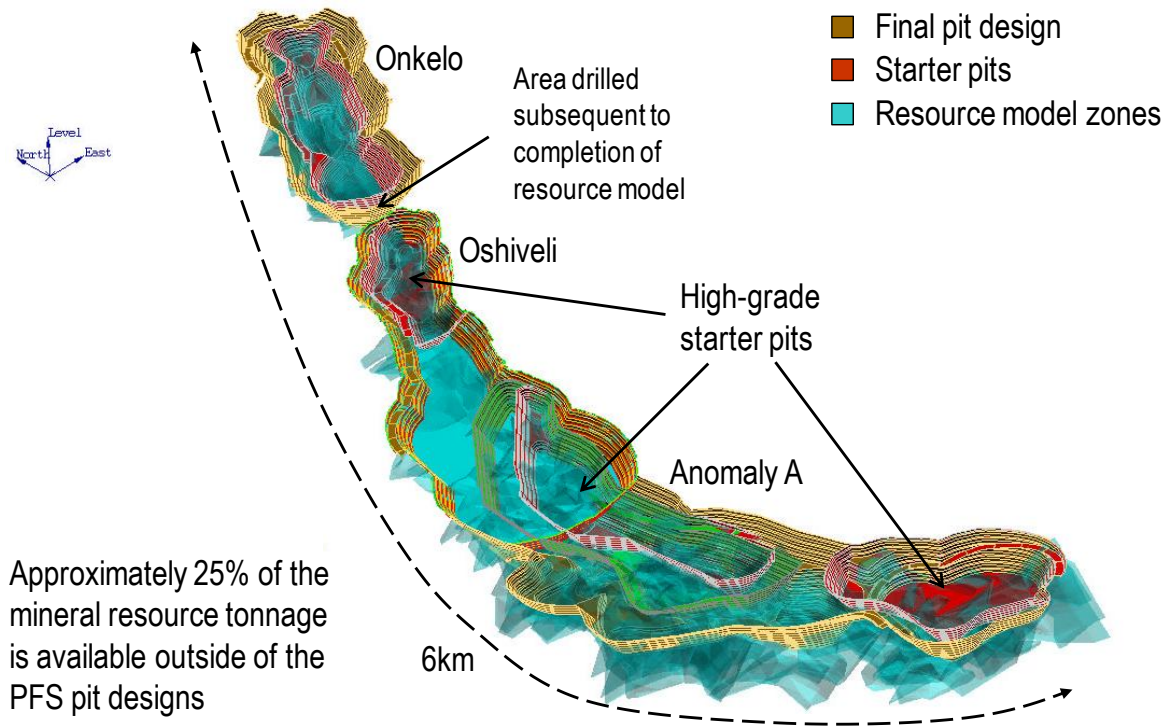 Onkelo
Final pit design
Starter pits
Resource model zones
Area drilled
subsequent to
completion of
resource model
Level
North
East
Oshiveli
High-grade
starter pits
Anomaly A
Approximately 25% of the
mineral resource tonnage
is available outside of the
PFS pit designs
6km